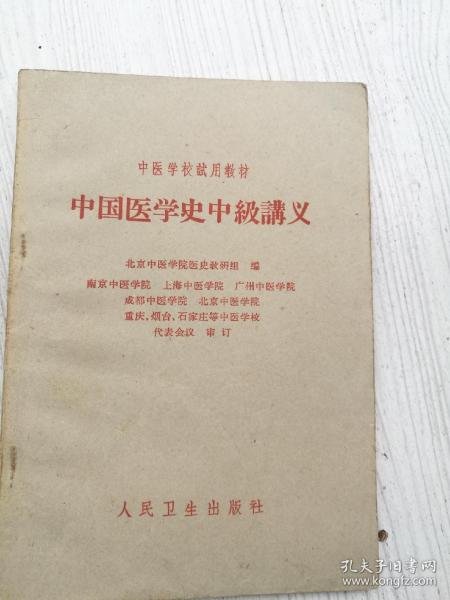 中医学校試用教材
中国医学史中級講义
北京中医学院医史教研組 編
南京中医学院 上海中医学院 广州中医学院
成都中医学院 北京中医学院
重庆、烟台、石家庄等中医学校
代表会议 审订
人民卫生出版社
孔夫子旧书网
www.kongfz.com